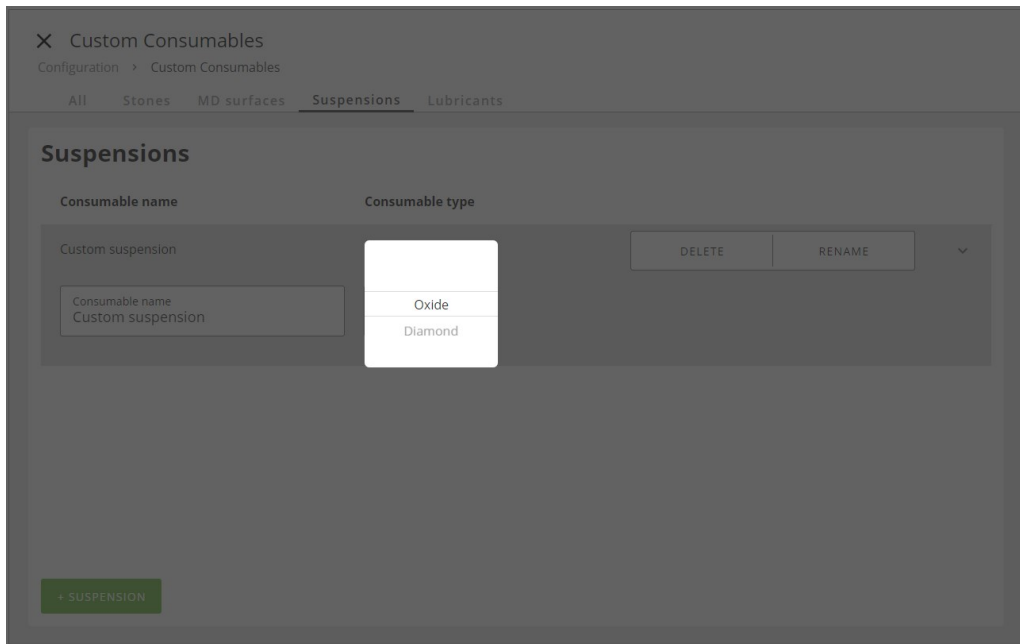 Custom Consumables
Configuration > Custom Consumables
All Stones MD surfaces Suspensions Lubricants
Suspensions
Consumable name Consumable type
Custom suspension DELETE RENAME
Consumable name
Custom suspension
Oxide
Diamond
+ SUSPENSION